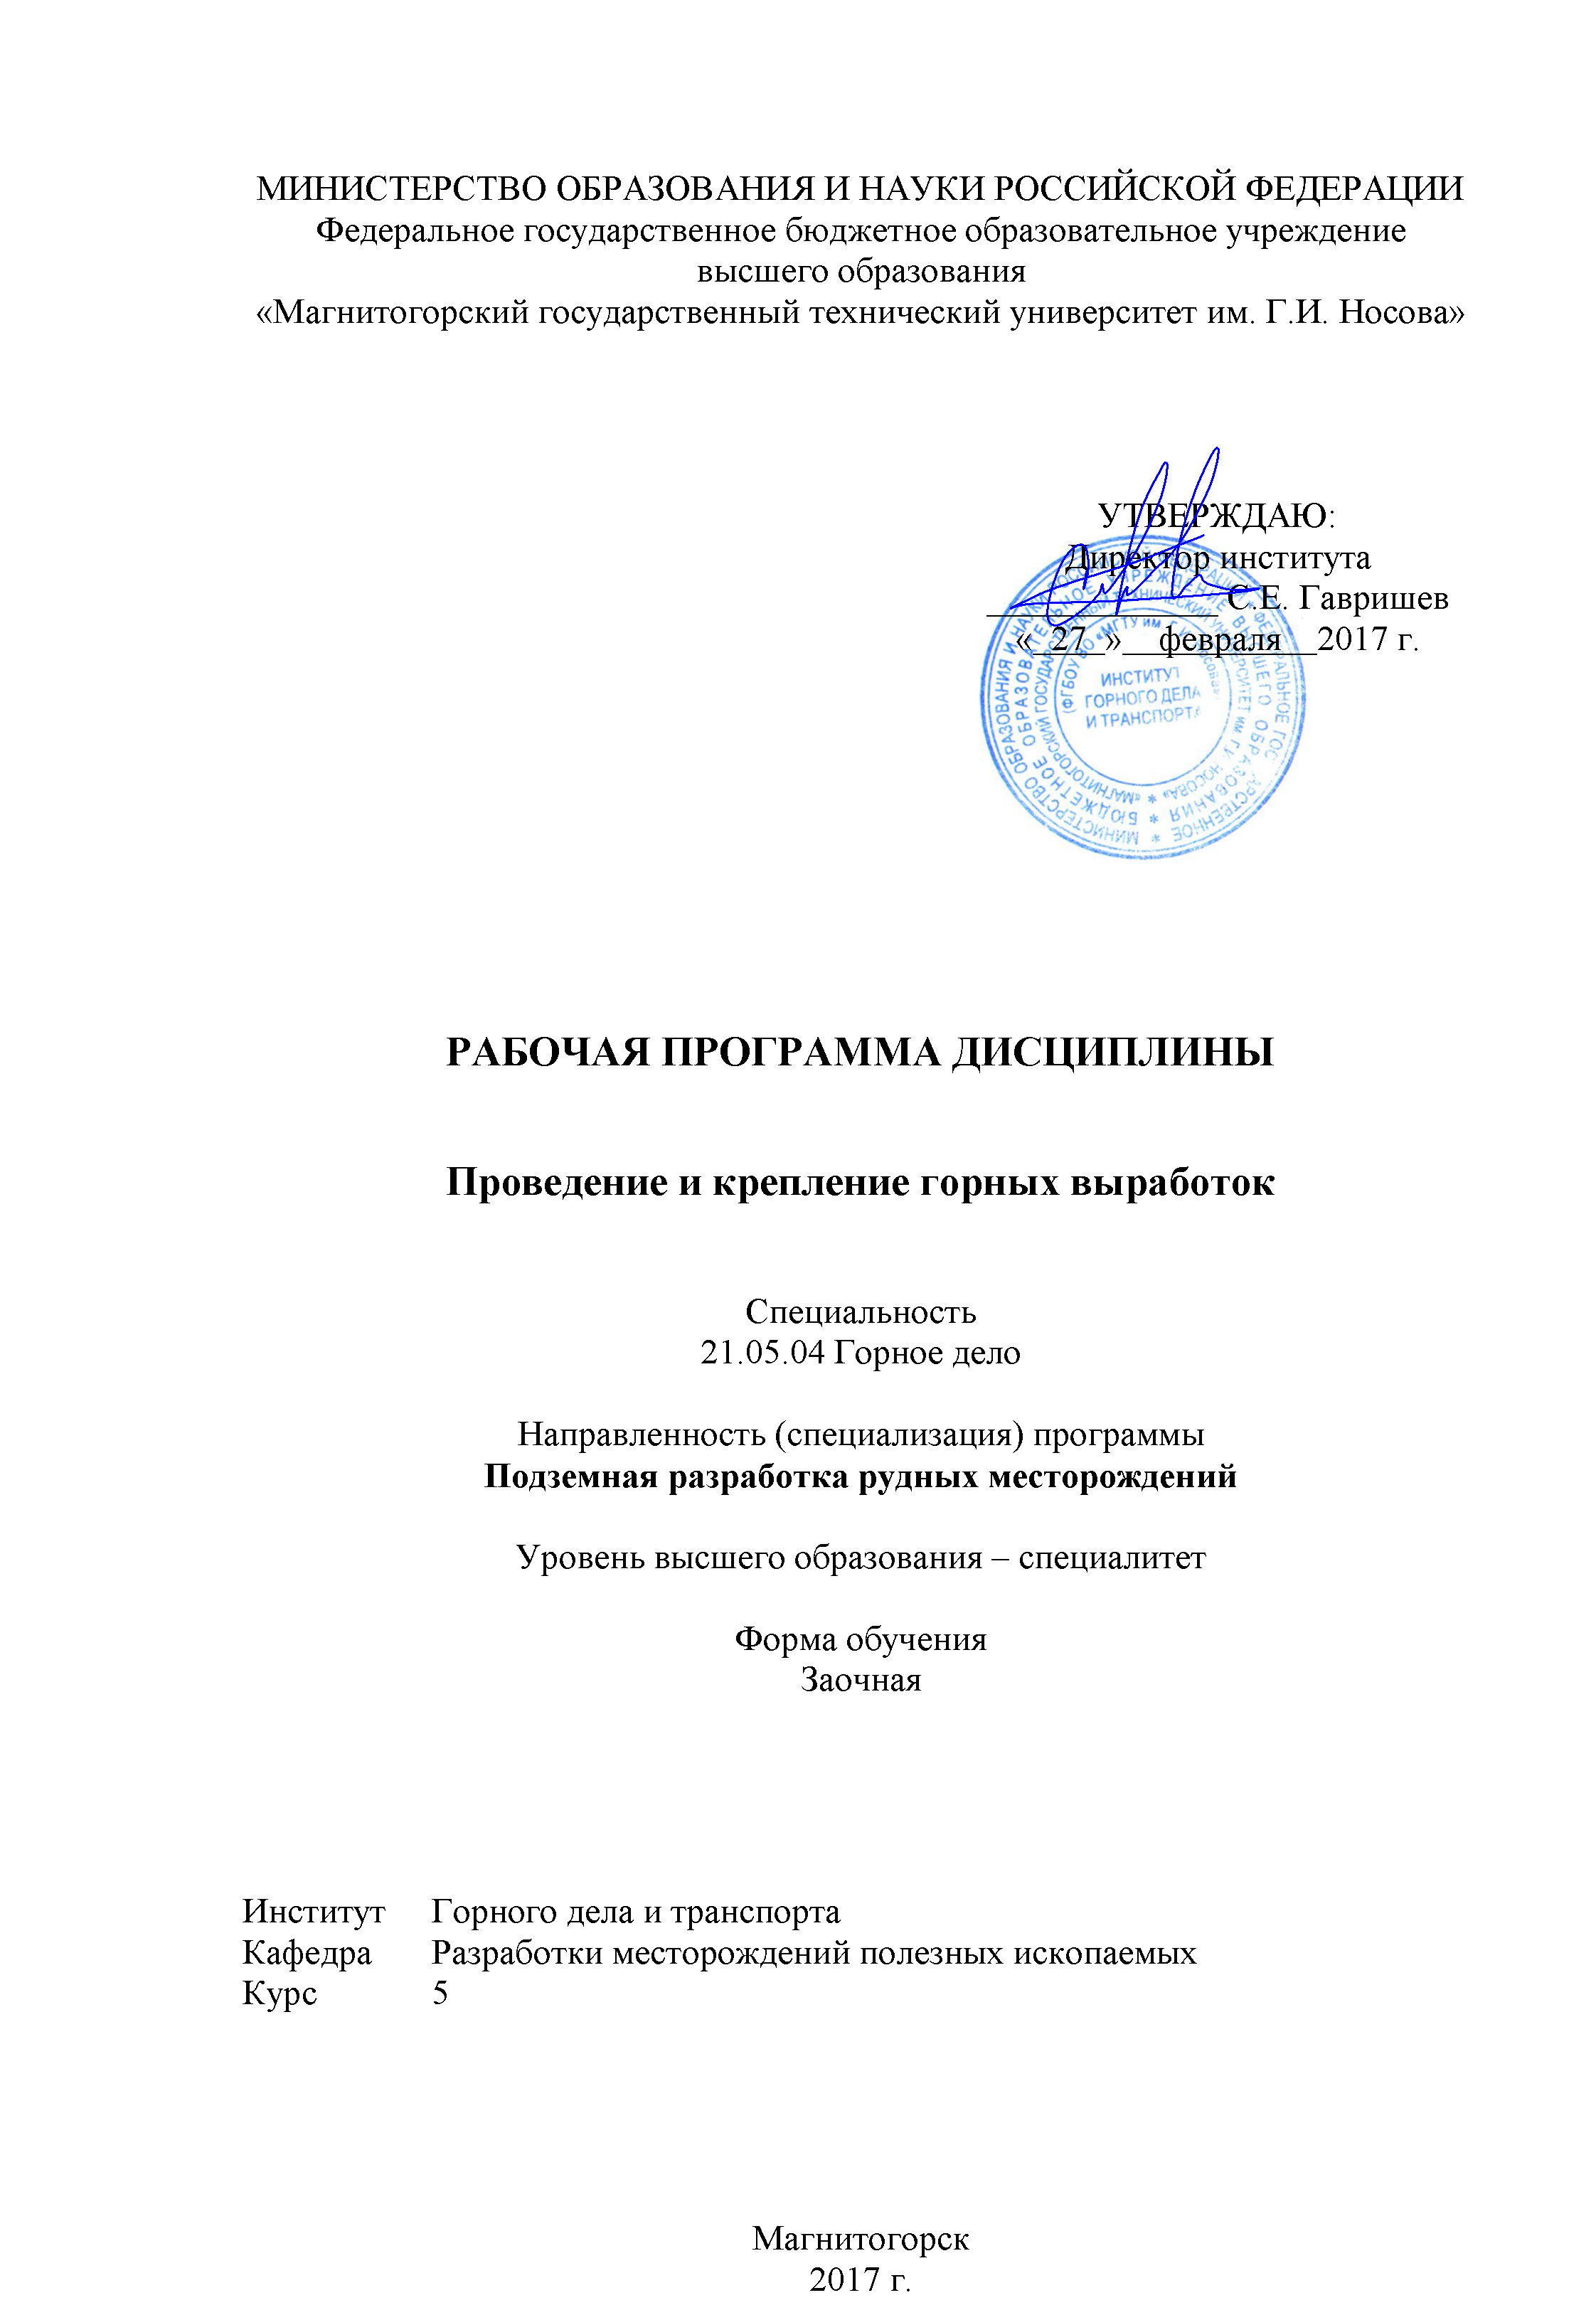 МИНИСТЕРСТВО ОБРАЗОВАНИЯ И НАУКИ РОССИЙСКОЙ ФЕДЕРАЦИИ
Федеральное государственное бюджетное образовательное учреждение
высшего образования
«Магнитогорский государственный технический университет им. Г.И. Носова»
УТВЕРЖДАЮ:
Директор института
С.Е. Гавришев
«_27_»__февраля__2017 г.
ИНСТИТУТ
ГОРНОГО ДЕЛА
И ТРАНСПОРТА
РАБОЧАЯ ПРОГРАММА ДИСЦИПЛИНЫ
Проведение и крепление горных выработок
Специальность
21.05.04 Горное дело
Направленность (специализация) программы
Подземная разработка рудных месторождений
Уровень высшего образования – специалитет
Форма обучения
Заочная
Институт Горного дела и транспорта
Кафедра Разработки месторождений полезных ископаемых
Курс 5
Магнитогорск
2017 г.